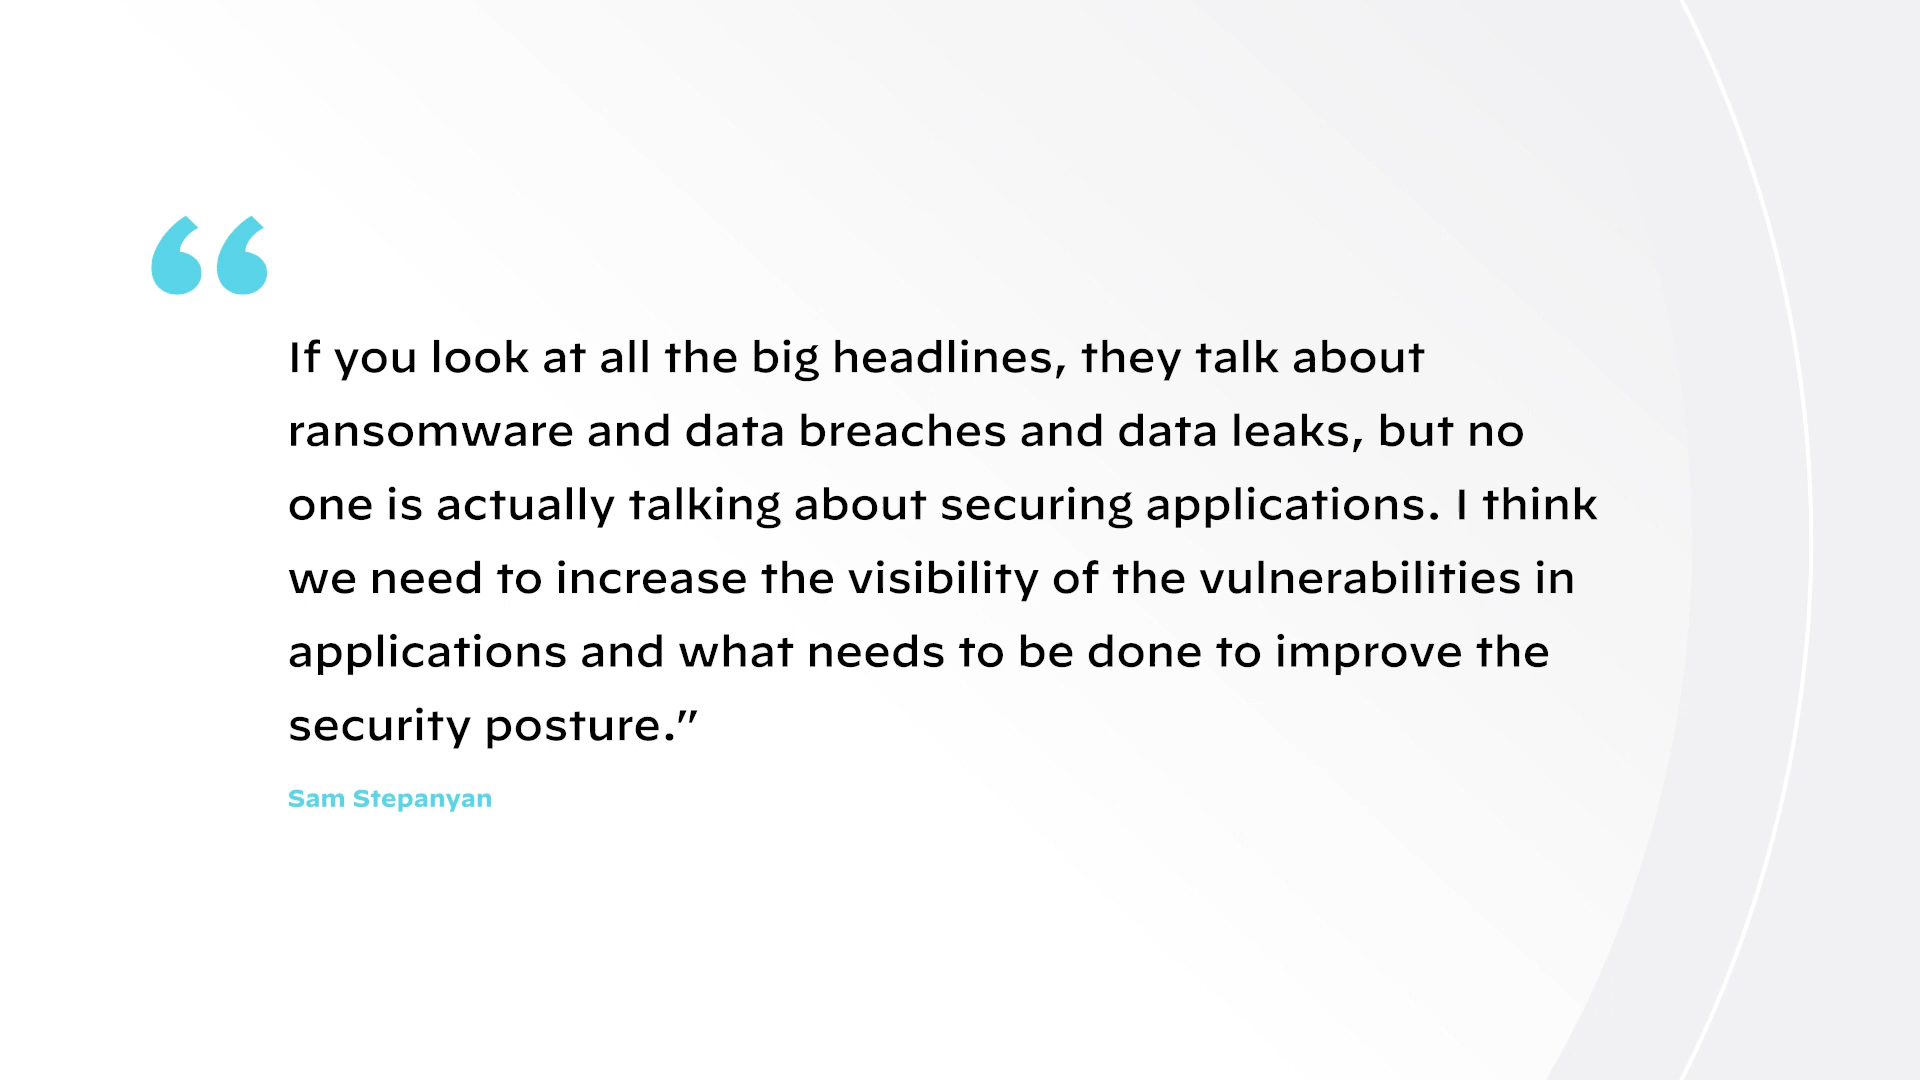 “
If you look at all the big headlines, they talk about
ransomware and data breaches and data leaks, but no
one is actually talking about securing applications. I think
we need to increase the visibility of the vulnerabilities in
applications and what needs to be done to improve the
security posture.”
Sam Stepanyan